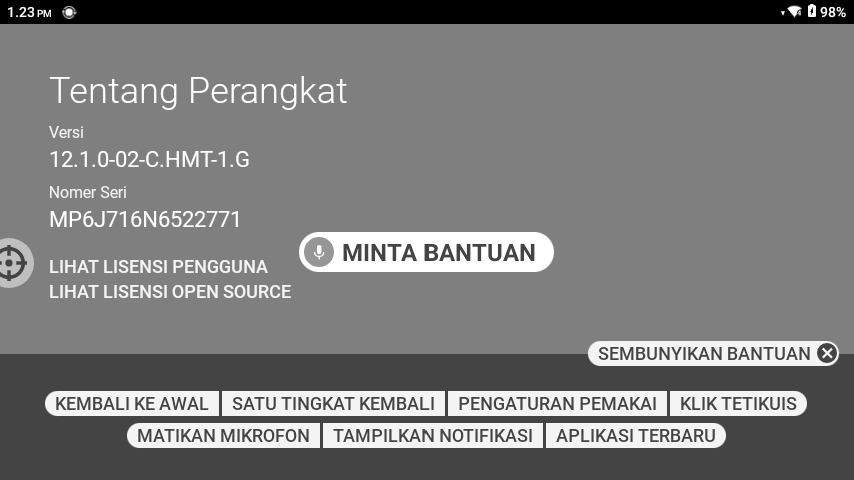 1.23 PM 98%
Tentang Perangkat
Versi
12.1.0-02-C.HMT-1.G
Nomer Seri
MP6J716N6522771
MINTA BANTUAN
LIHAT LISENSI PENGGUNA
LIHAT LISENSI OPEN SOURCE
SEMBUNYIKAN BANTUAN
KEMBALI KE AWAL SATU TINGKAT KEMBALI PENGATURAN PEMAKAI KLIK TETIKUIS
MATIKAN MIKROFON TAMPILKAN NOTIFIKASI APLIKASI TERBARU